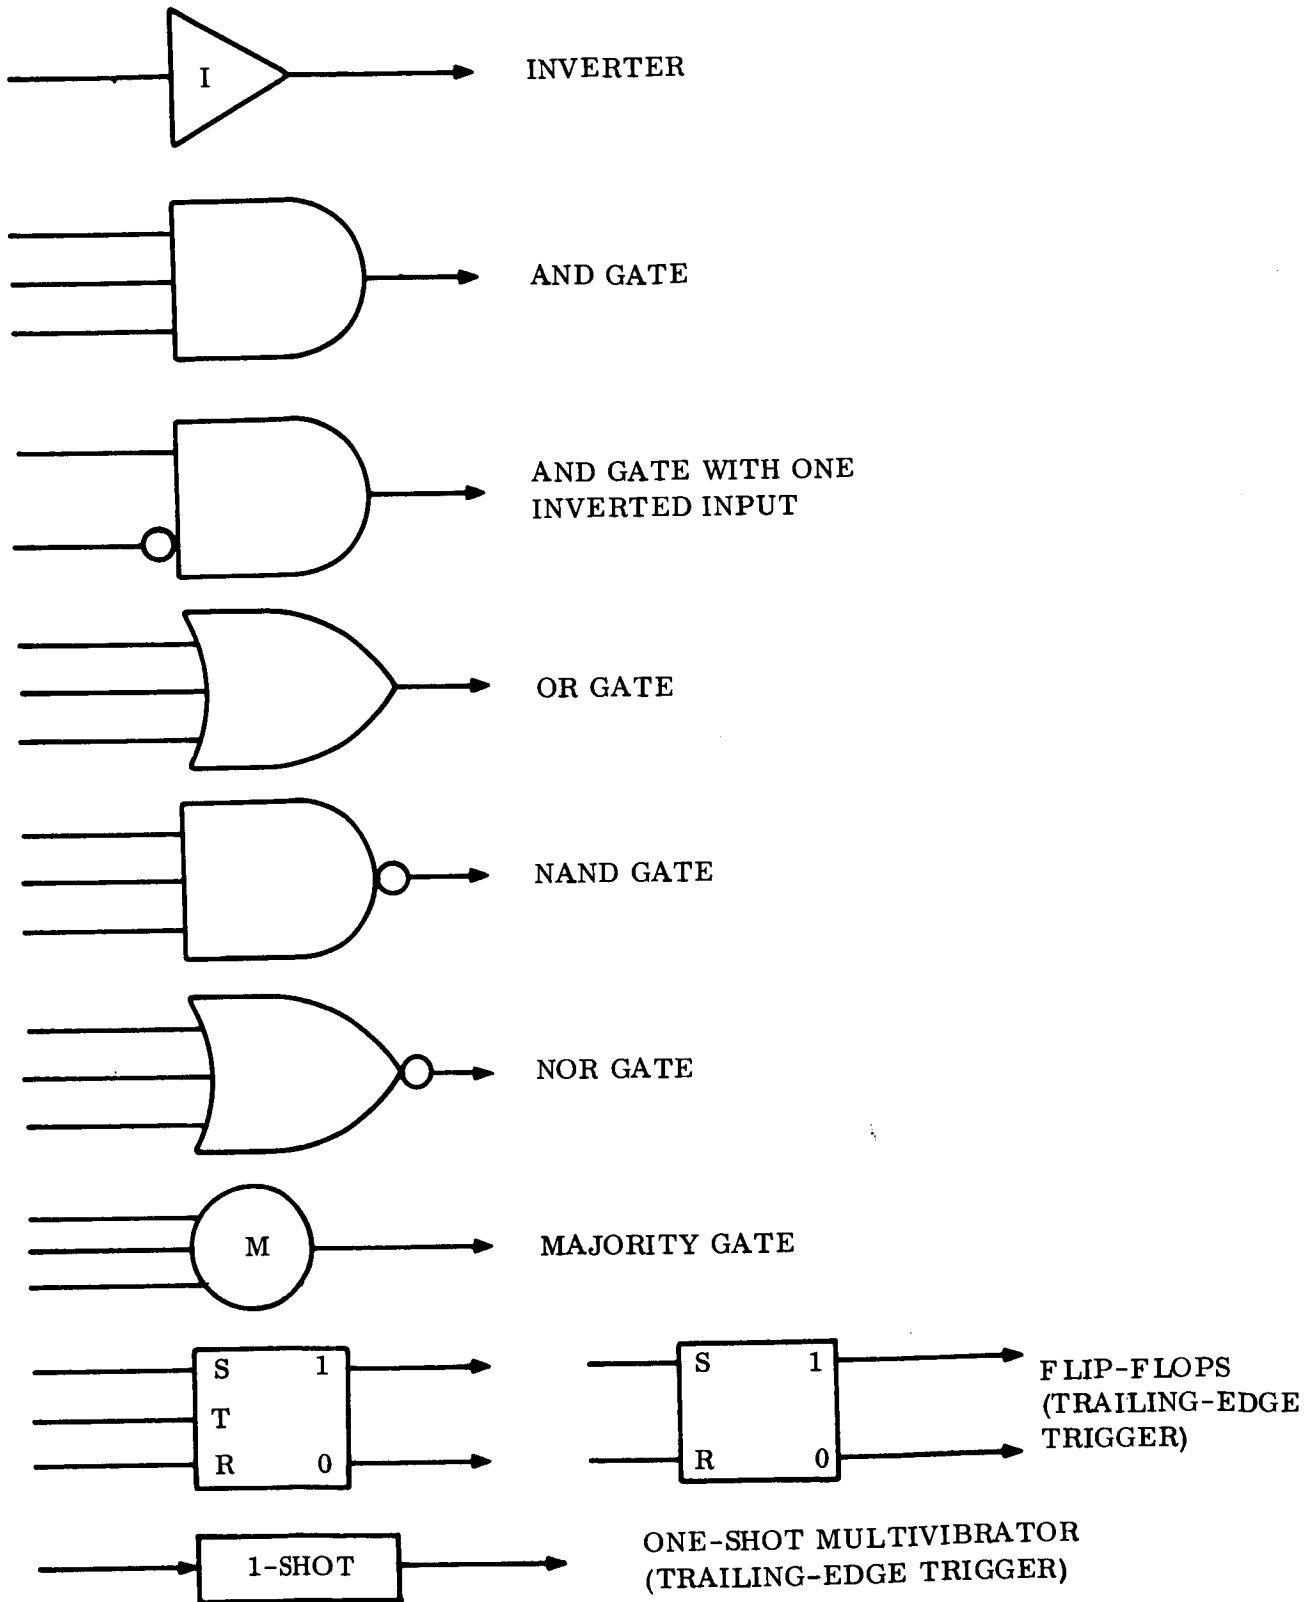 I
INVERTER
AND GATE
AND GATE WITH ONE
INVERTED INPUT
OR GATE
NAND GATE
NOR GATE
M
MAJORITY GATE
S 1
T
R 0
S 1
R 0
FLIP-FLOPS
(TRAILING-EDGE
TRIGGER)
1-SHOT
ONE-SHOT MULTIVIBRATOR
(TRAILING-EDGE TRIGGER)